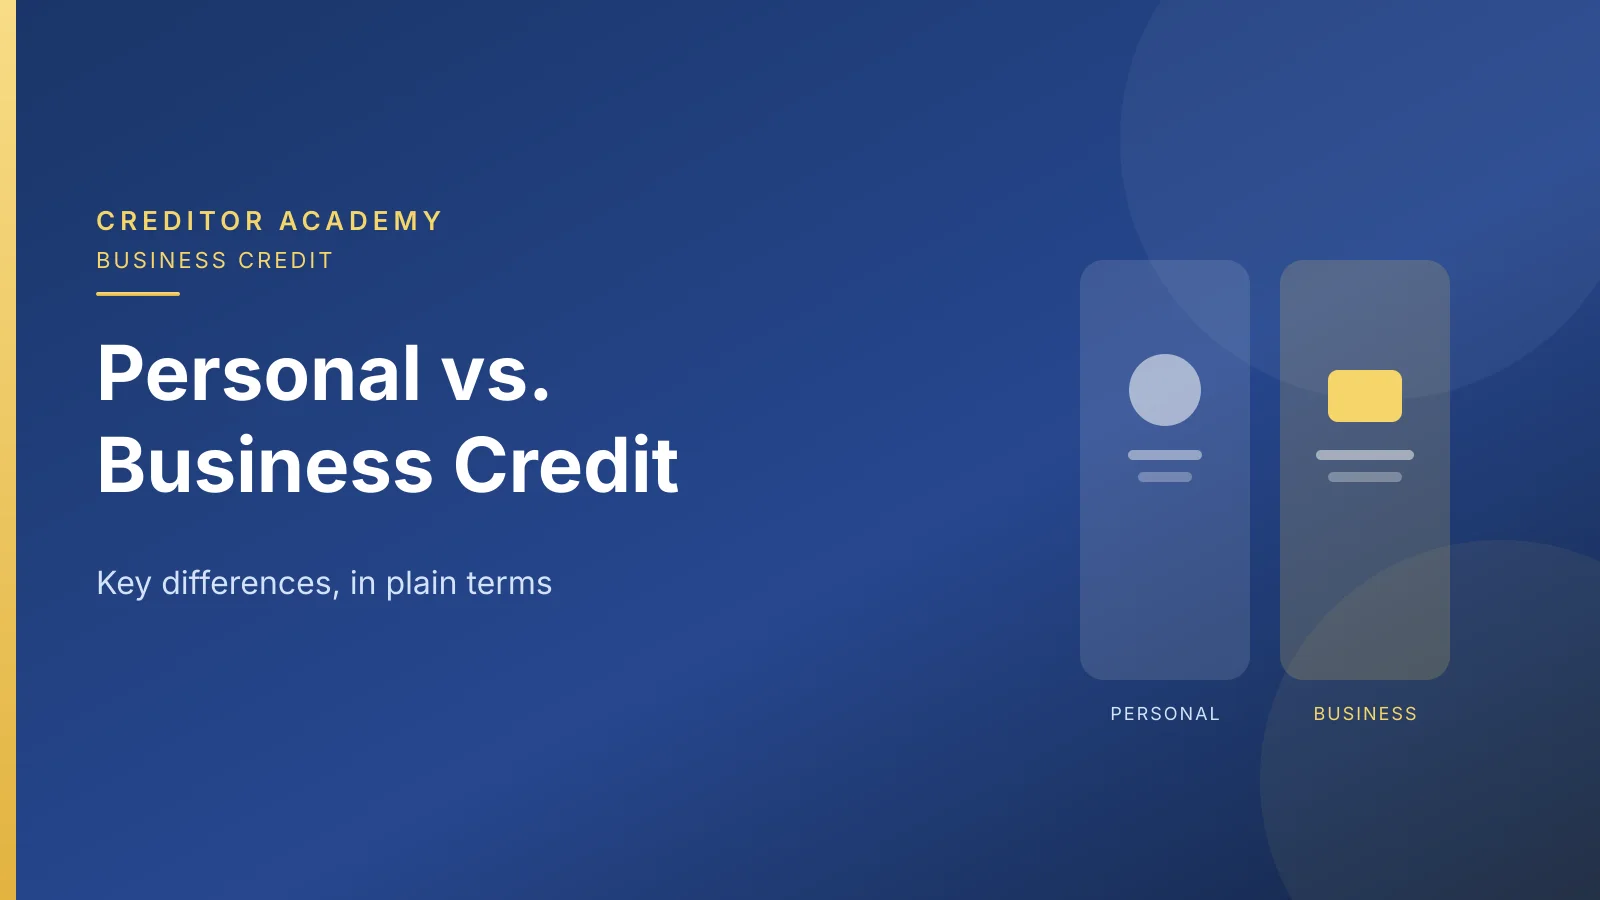 CREDITOR ACADEMY
BUSINESS CREDIT
Personal vs.
Business Credit
Key differences, in plain terms
PERSONAL
BUSINESS